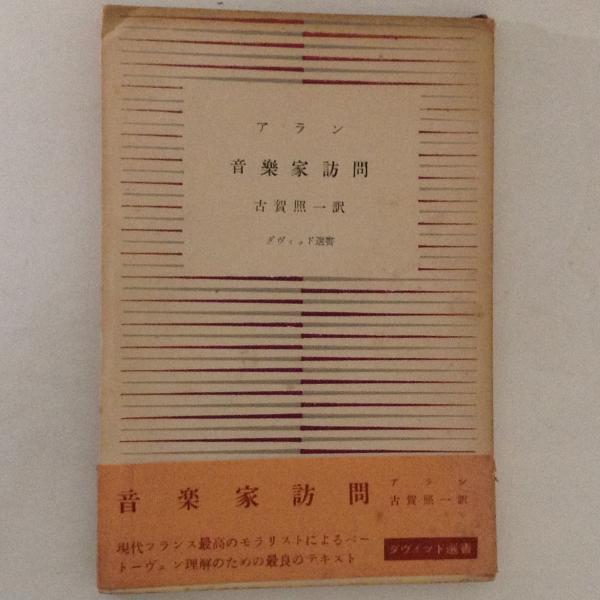 アラン
音樂家訪問
古賀照一訳
ダヴィッド選書
音楽家訪問
アラン
古賀照一訳
現代フランス最高のモラリストによるベー
トーヴェン理解のための最良のテキスト
ダヴィッド選書